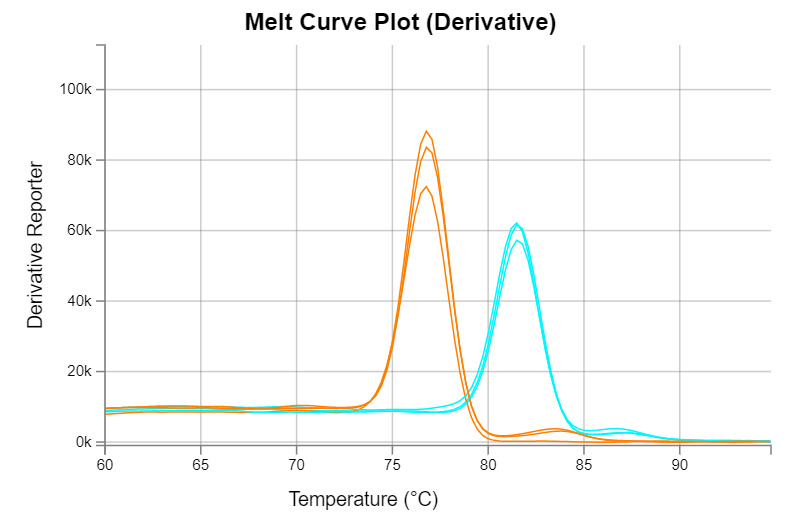 Melt Curve Plot (Derivative)
100k
80k
60k
40k
20k
0k
Derivative Reporter
60 65 70 75 80 85 90
Temperature (°C)